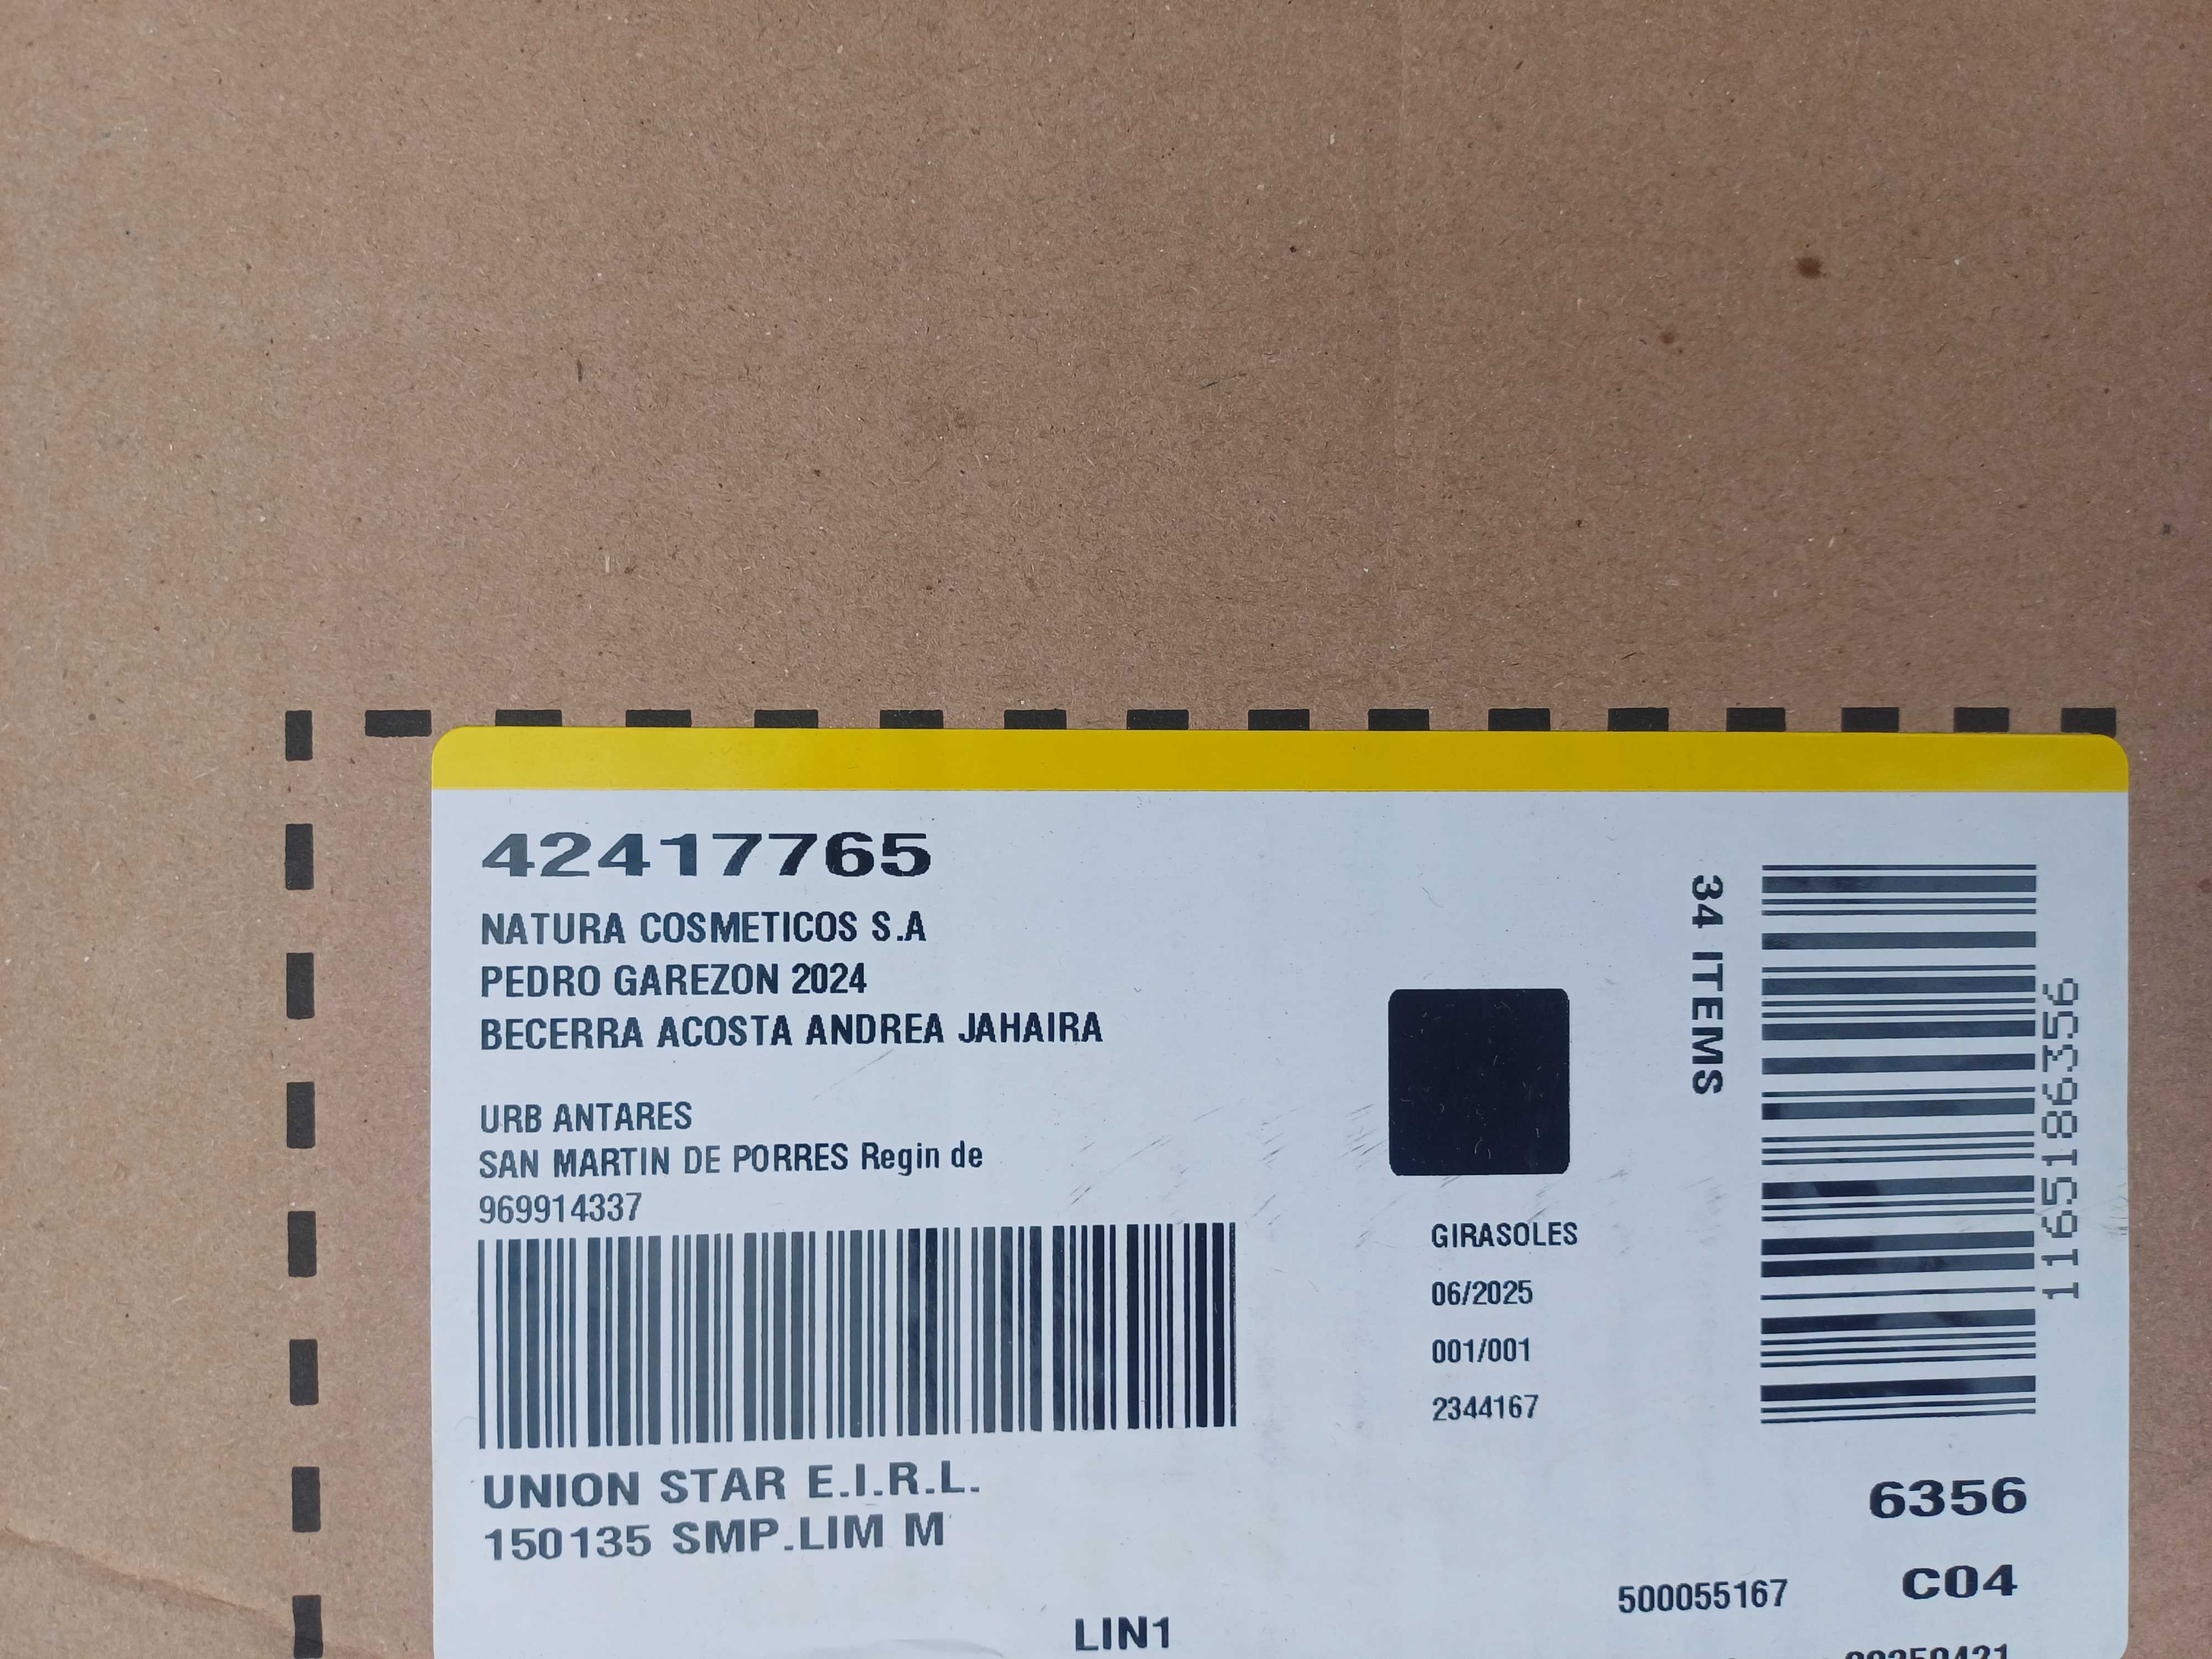 42417765
NATURA COSMETICOS S.A
PEDRO GAREZON 2024
BECERRA ACOSTA ANDREA JAHAIRA
URB ANTARES
SAN MARTIN DE PORRES Regin de
969914337
UNION STAR E.I.R.L.
150135 SMP.LIM M
LIN1
GIRASOLES
06/2025
001/001
2344167
34 ITEMS
1165186356
6356
C04
500055167